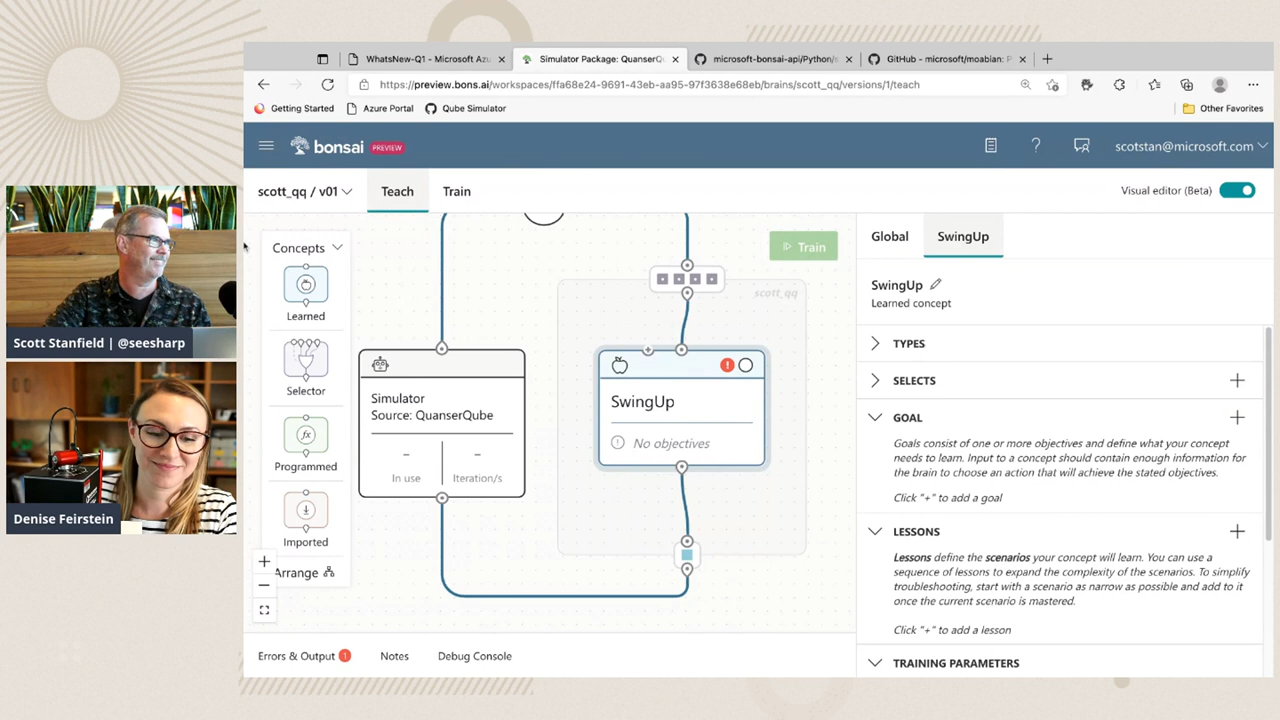 WhatsNew-Q1 - Microsoft Az
Simulator Package: QuanserQ
microsoft-bonsai-api/Python/s
GitHub - microsoft/moabian: P
https://preview.bons.ai/workspaces/ffa68e24-9691-43eb-aa95-97f3638e68eb/brains/scott_qq/versions/1/teach
Getting Started
Azure Portal
Qube Simulator
Other Favorites
bonsai PREVIEW
scotstan@microsoft.com
scott_qq / v01
Teach
Train
Visual editor (Beta)
Concepts
Learned
Selector
Programmed
Imported
Arrange
Train
scott_qq
Simulator
Source: QuanserQube
In use
Iteration/s
SwingUp
No objectives
Global
SwingUp
SwingUp
Learned concept
TYPES
SELECTS
GOAL
Goals consist of one or more objectives and define what your concept
needs to learn. Input to a concept should contain enough information for
the brain to choose an action that will achieve the stated objectives.
Click "+" to add a goal
LESSONS
Lessons define the scenarios your concept will learn. You can use a
sequence of lessons to expand the complexity of the scenarios. To simplify
troubleshooting, start with a scenario as narrow as possible and add to it
once the current scenario is mastered.
Click "+" to add a lesson
TRAINING PARAMETERS
Errors & Output 1
Notes
Debug Console
Scott Stanfield | @seesharp
Denise Feirstein